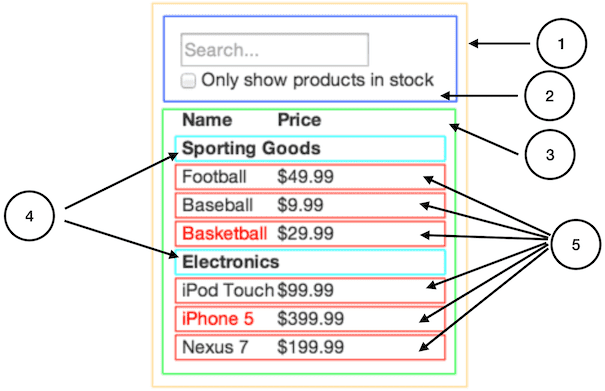 Search...
1
Only show products in stock
2
Name Price
3
Sporting Goods
Football $49.99
Baseball $9.99
4
Basketball $29.99
5
Electronics
iPod Touch $99.99
iPhone 5 $399.99
Nexus 7 $199.99